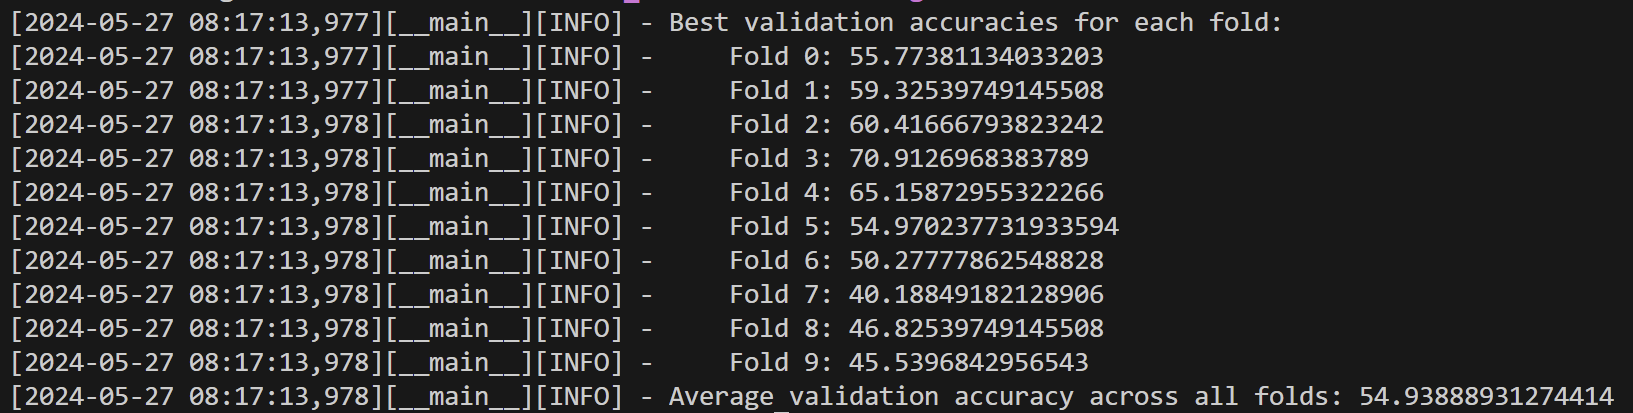 [2024-05-27 08:17:13,977][__main__][INFO] - Best validation accuracies for each fold:
[2024-05-27 08:17:13,977][__main__][INFO] -     Fold 0: 55.77381134033203
[2024-05-27 08:17:13,977][__main__][INFO] -     Fold 1: 59.32539749145508
[2024-05-27 08:17:13,978][__main__][INFO] -     Fold 2: 60.41666793823242
[2024-05-27 08:17:13,978][__main__][INFO] -     Fold 3: 70.9126968383789
[2024-05-27 08:17:13,978][__main__][INFO] -     Fold 4: 65.15872955322266
[2024-05-27 08:17:13,978][__main__][INFO] -     Fold 5: 54.970237731933594
[2024-05-27 08:17:13,978][__main__][INFO] -     Fold 6: 50.27777862548828
[2024-05-27 08:17:13,978][__main__][INFO] -     Fold 7: 40.18849182128906
[2024-05-27 08:17:13,978][__main__][INFO] -     Fold 8: 46.82539749145508
[2024-05-27 08:17:13,978][__main__][INFO] -     Fold 9: 45.5396842956543
[2024-05-27 08:17:13,978][__main__][INFO] - Average validation accuracy across all folds: 54.93888931274414